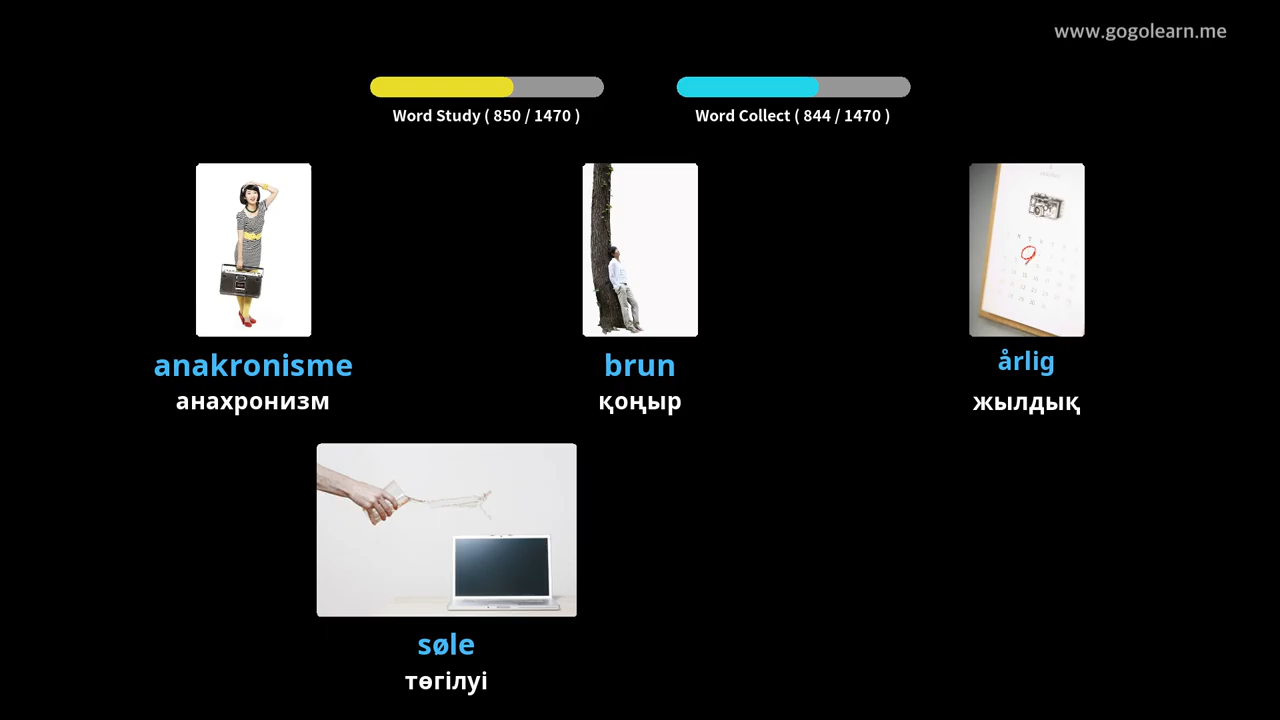 www.gogolearn.me
Word Study ( 850 / 1470 )
Word Collect ( 844 / 1470 )
anakronisme
анахронизм
brun
қоңыр
årlig
жылдық
søle
төгілуі